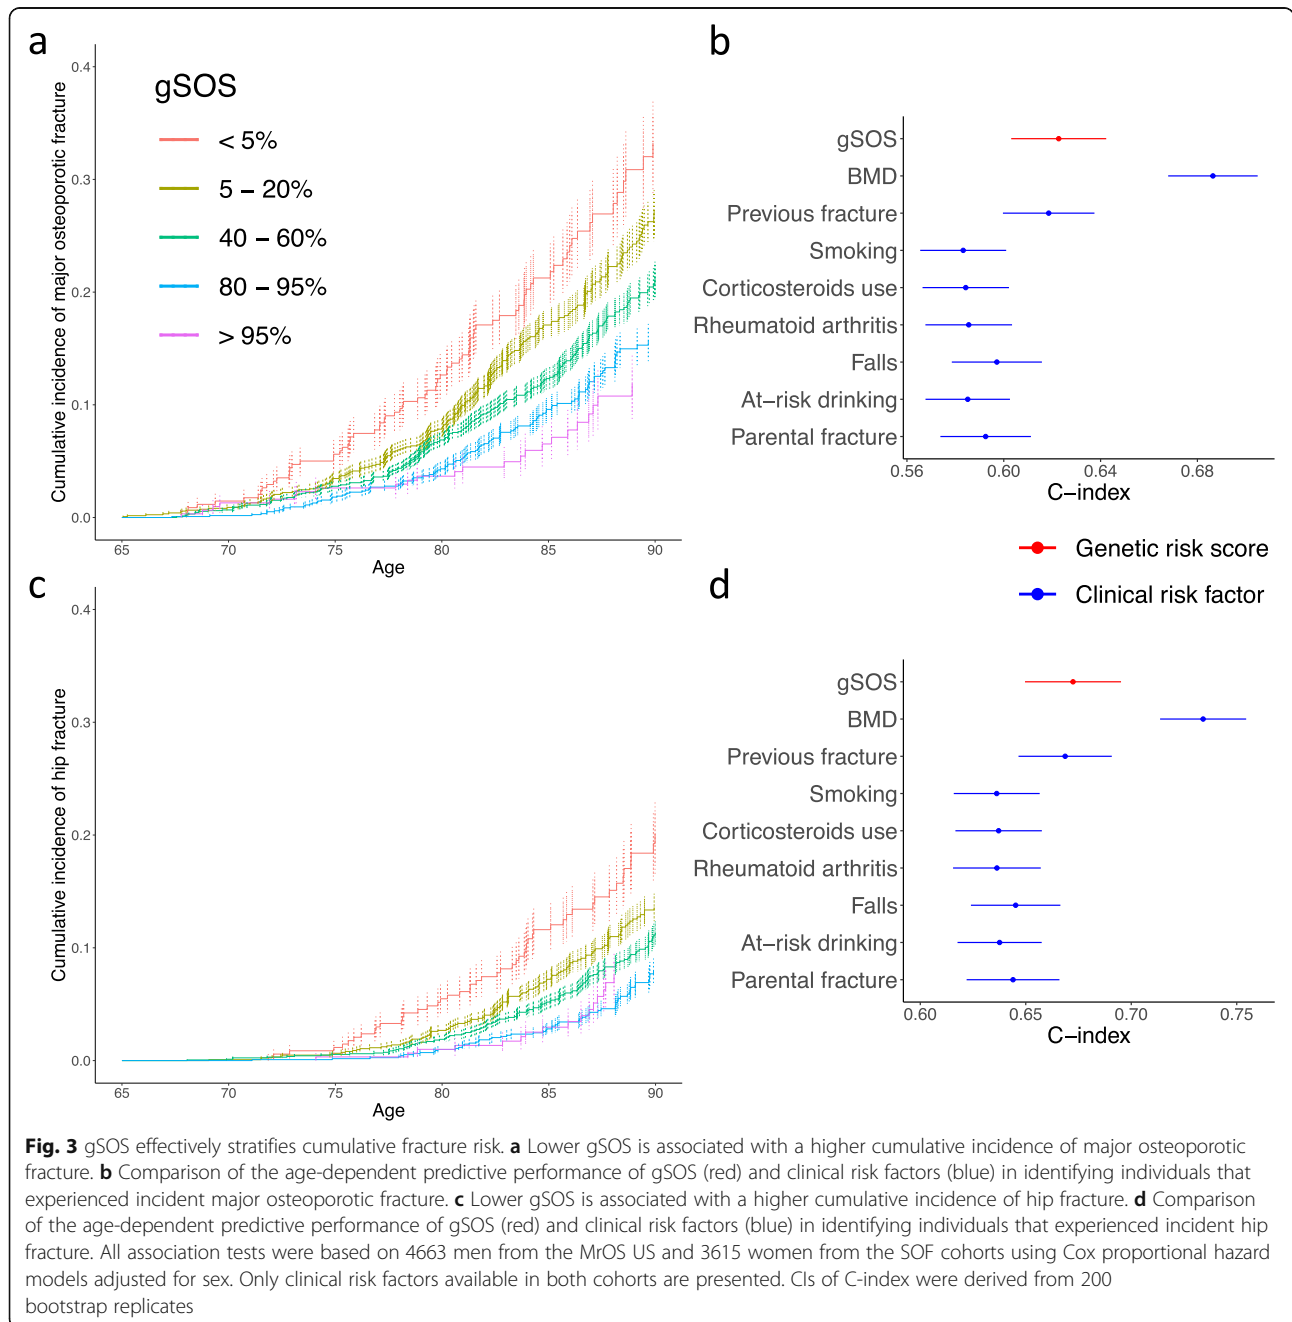 a
gSOS
< 5%
5 – 20%
40 – 60%
80 – 95%
> 95%
Cumulative incidence of major osteoporotic fracture
0.4
0.3
0.2
0.1
0.0
65 70 75 80 85 90
Age
b
gSOS
BMD
Previous fracture
Smoking
Corticosteroids use
Rheumatoid arthritis
Falls
At–risk drinking
Parental fracture
0.56 0.60 0.64 0.68
C–index
Genetic risk score
Clinical risk factor
c
Cumulative incidence of hip fracture
0.4
0.3
0.2
0.1
0.0
65 70 75 80 85 90
Age
d
gSOS
BMD
Previous fracture
Smoking
Corticosteroids use
Rheumatoid arthritis
Falls
At–risk drinking
Parental fracture
0.60 0.65 0.70 0.75
C–index
Fig. 3 gSOS effectively stratifies cumulative fracture risk. a Lower gSOS is associated with a higher cumulative incidence of major osteoporotic
fracture. b Comparison of the age-dependent predictive performance of gSOS (red) and clinical risk factors (blue) in identifying individuals that
experienced incident major osteoporotic fracture. c Lower gSOS is associated with a higher cumulative incidence of hip fracture. d Comparison
of the age-dependent predictive performance of gSOS (red) and clinical risk factors (blue) in identifying individuals that experienced incident hip
fracture. All association tests were based on 4663 men from the MrOS US and 3615 women from the SOF cohorts using Cox proportional hazard
models adjusted for sex. Only clinical risk factors available in both cohorts are presented. CIs of C-index were derived from 200
bootstrap replicates